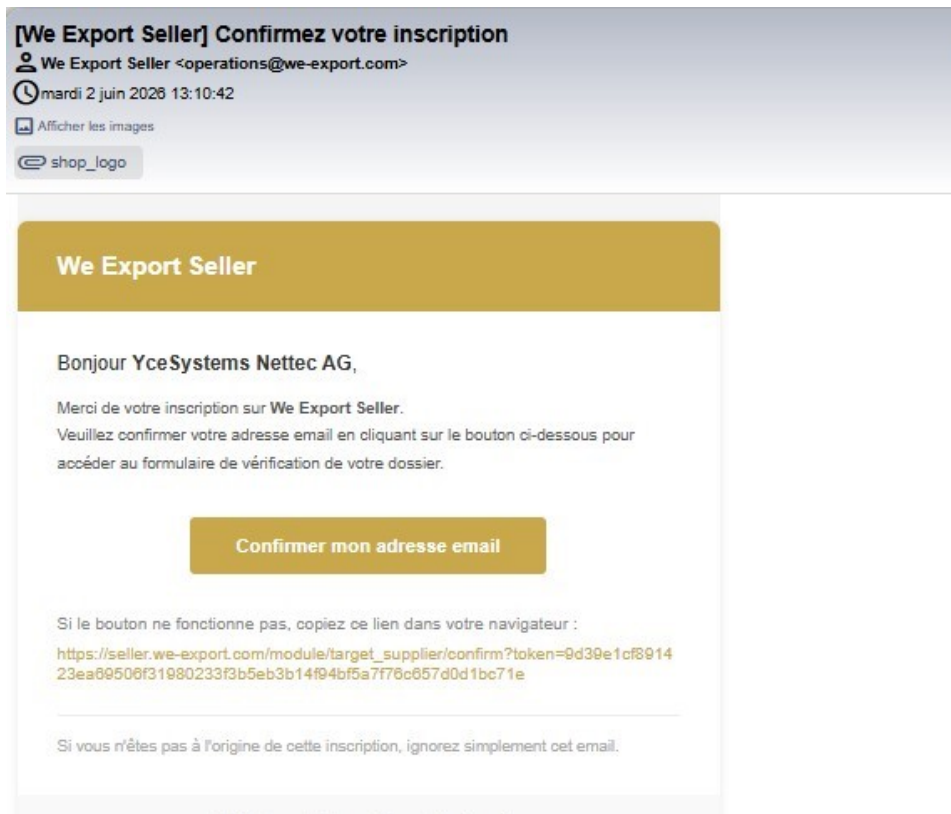 [We Export Seller] Confirmez votre inscription
We Export Seller <operations@we-export.com>
mardi 2 juin 2026 13:10:42
Afficher les images
shop_logo
We Export Seller
Bonjour YceSystems Nettec AG,
Merci de votre inscription sur We Export Seller.
Veuillez confirmer votre adresse email en cliquant sur le bouton ci-dessous pour
accéder au formulaire de vérification de votre dossier.
Confirmer mon adresse email
Si le bouton ne fonctionne pas, copiez ce lien dans votre navigateur :
https://seller.we-export.com/module/target_supplier/confirm?token=9d39e1cf8914
23ea69506f31980233f3b5eb3b14f94bf5a7f76c657d0d1bc71e
Si vous n'êtes pas à l'origine de cette inscription, ignorez simplement cet email.